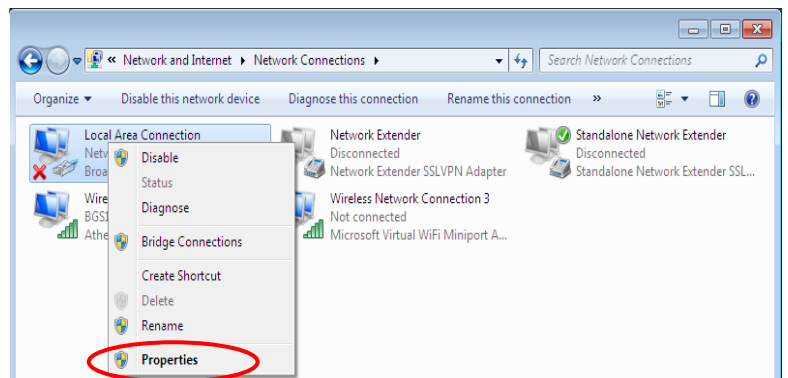 « Network and Internet ▸ Network Connections ▸
Search Network Connections
Organize ▾ Disable this network device Diagnose this connection Rename this connection »
Local Area Connection
Netw
Broa
Network Extender
Disconnected
Network Extender SSLVPN Adapter
Standalone Network Extender
Disconnected
Standalone Network Extender SSL...
Wire
BGS
Athe
Wireless Network Connection 3
Not connected
Microsoft Virtual WiFi Miniport A...
Disable
Status
Diagnose
Bridge Connections
Create Shortcut
Delete
Rename
Properties